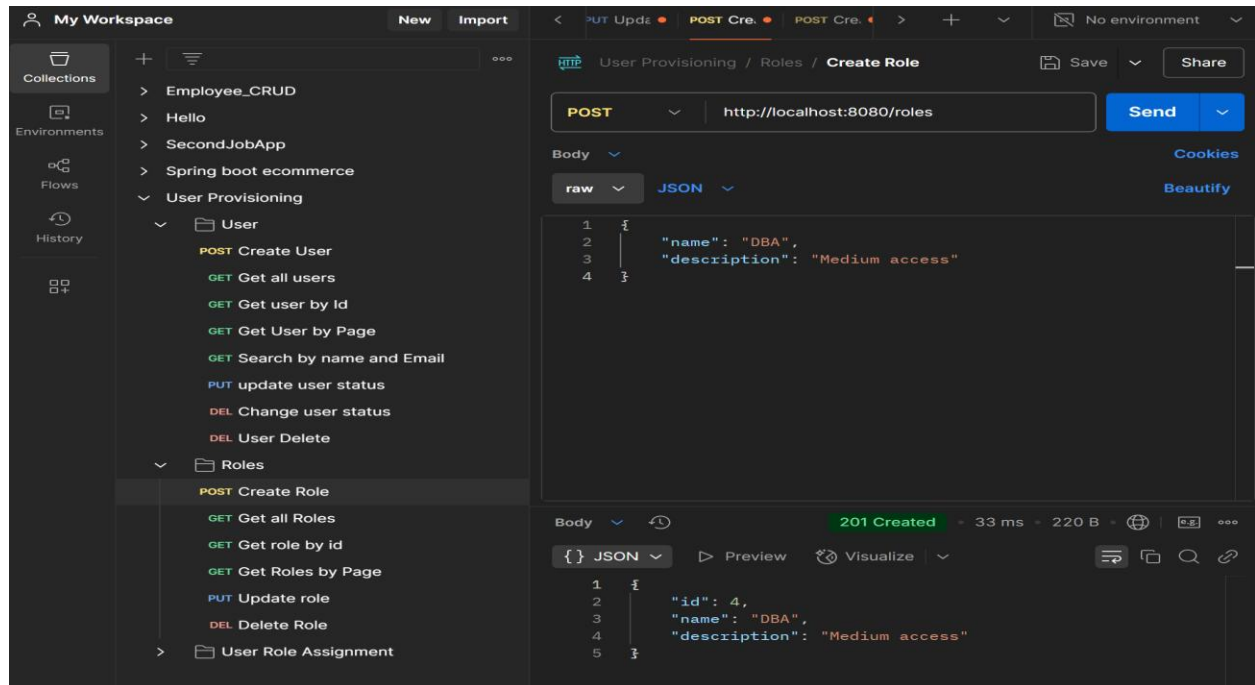 My Workspace
New Import
Collections
Environments
Flows
History
Employee_CRUD
Hello
SecondJobApp
Spring boot ecommerce
User Provisioning
User
POST Create User
GET Get all users
GET Get user by Id
GET Get User by Page
GET Search by name and Email
PUT update user status
DEL Change user status
DEL User Delete
Roles
POST Create Role
GET Get all Roles
GET Get role by id
GET Get Roles by Page
PUT Update role
DEL Delete Role
User Role Assignment
PUT Upda POST Cre. POST Cre. No environment
HTTP User Provisioning / Roles / Create Role Save Share
POST http://localhost:8080/roles Send
Body Cookies
raw JSON Beautify
1 {
2 "name": "DBA",
3 "description": "Medium access"
4 }
Body 201 Created 33 ms 220 B e.g.
{} JSON Preview Visualize
1 {
2 "id": 4,
3 "name": "DBA",
4 "description": "Medium access"
5 }